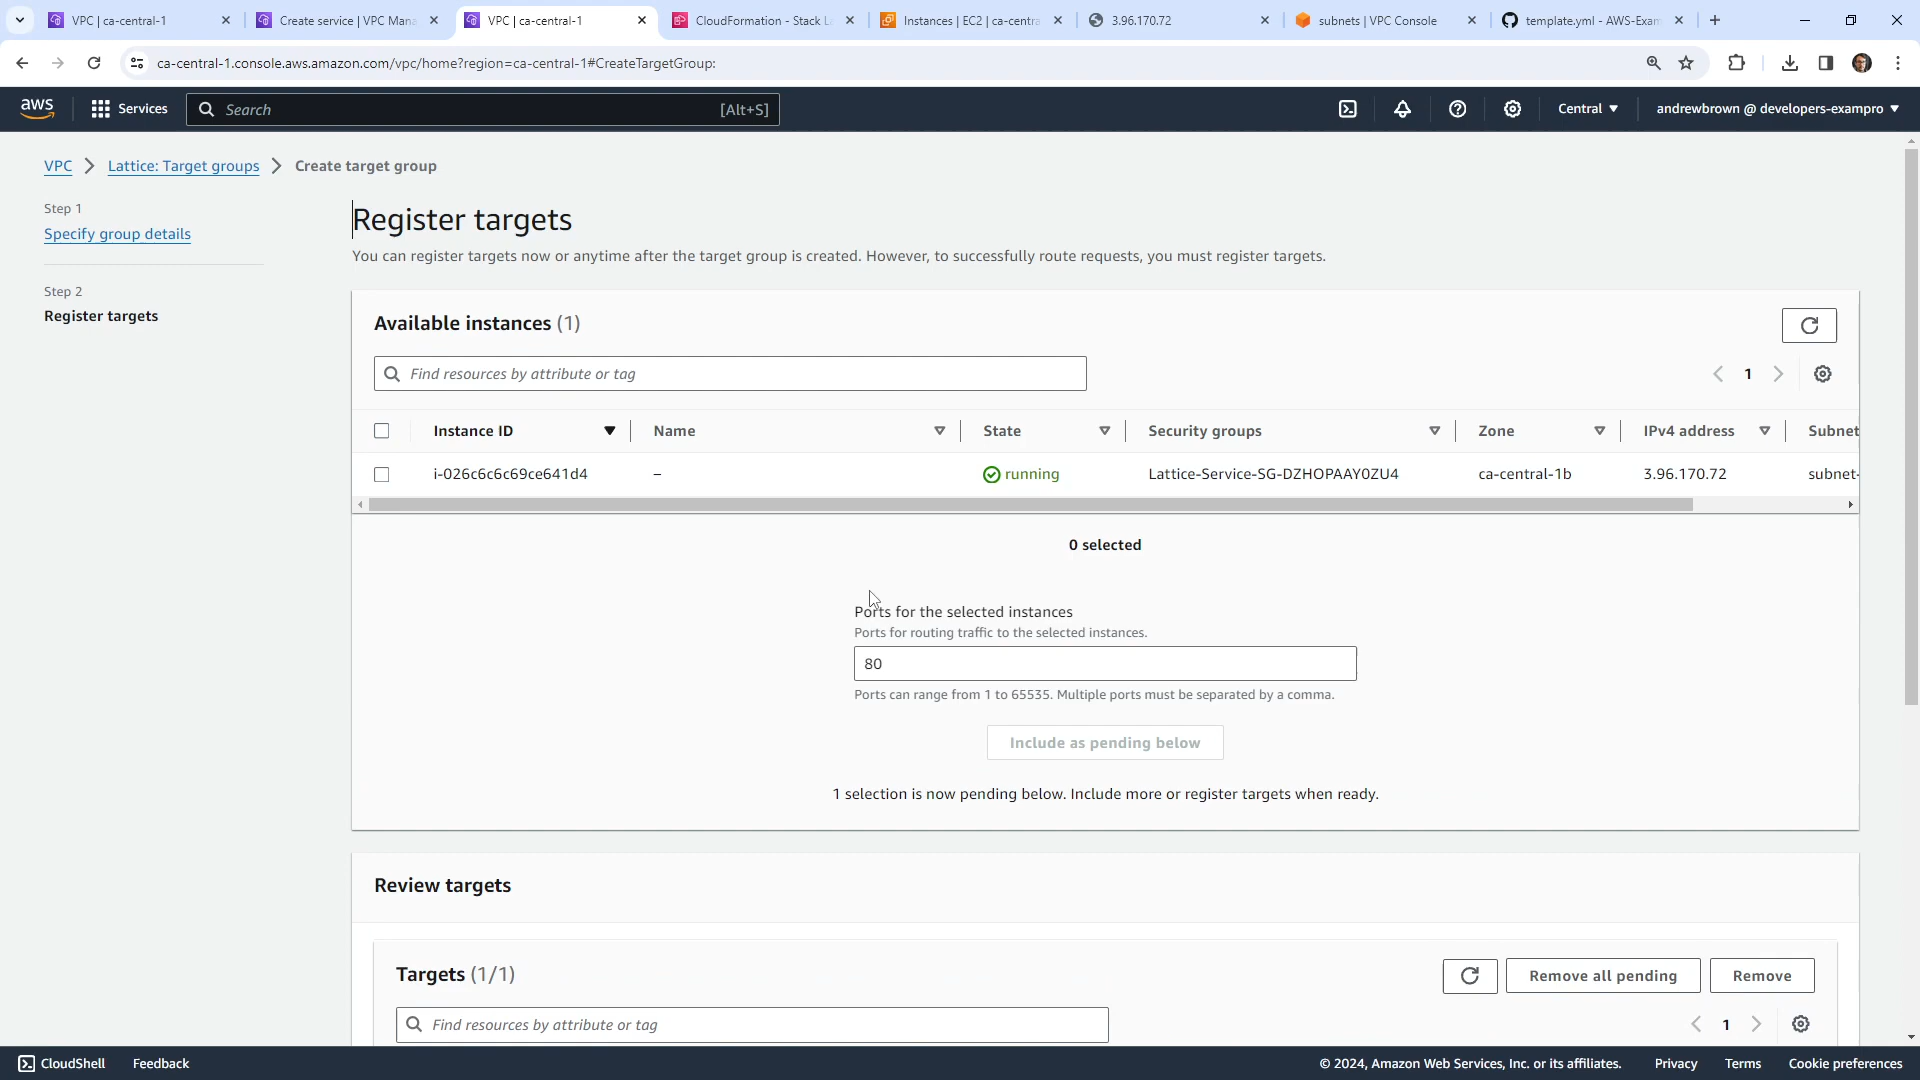 VPC | ca-central-1
Create service | VPC Mana
VPC | ca-central-1
CloudFormation - Stack L
Instances | EC2 | ca-centra
3.96.170.72
subnets | VPC Console
template.yml - AWS-Exam
ca-central-1.console.aws.amazon.com/vpc/home?region=ca-central-1#CreateTargetGroup:
aws
Services
Search
[Alt+S]
Central
andrewbrown @ developers-exampro
VPC
Lattice: Target groups
Create target group
Step 1
Specify group details
Step 2
Register targets
Register targets
You can register targets now or anytime after the target group is created. However, to successfully route requests, you must register targets.
Available instances (1)
Find resources by attribute or tag
1
Instance ID
Name
State
Security groups
Zone
IPv4 address
Subnet
i-026c6c6c69ce641d4
–
running
Lattice-Service-SG-DZHOPAAY0ZU4
ca-central-1b
3.96.170.72
subnet-
0 selected
Ports for the selected instances
Ports for routing traffic to the selected instances.
80
Ports can range from 1 to 65535. Multiple ports must be separated by a comma.
Include as pending below
1 selection is now pending below. Include more or register targets when ready.
Review targets
Targets (1/1)
Remove all pending
Remove
Find resources by attribute or tag
1
CloudShell
Feedback
© 2024, Amazon Web Services, Inc. or its affiliates.
Privacy
Terms
Cookie preferences